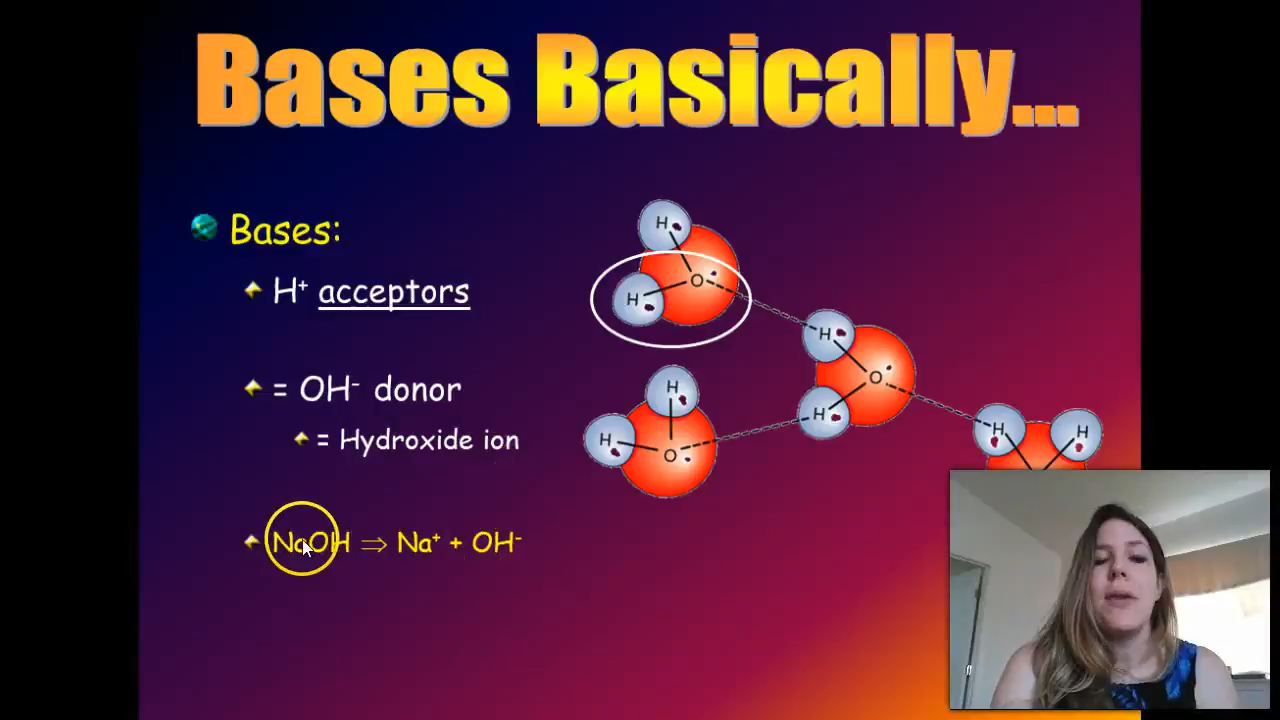 Bases Basically...
Bases:
H⁺ acceptors
= OH⁻ donor
= Hydroxide ion
NaOH ⇒ Na⁺ + OH⁻
H
O
H
H
O
H
H
H
O
H
H